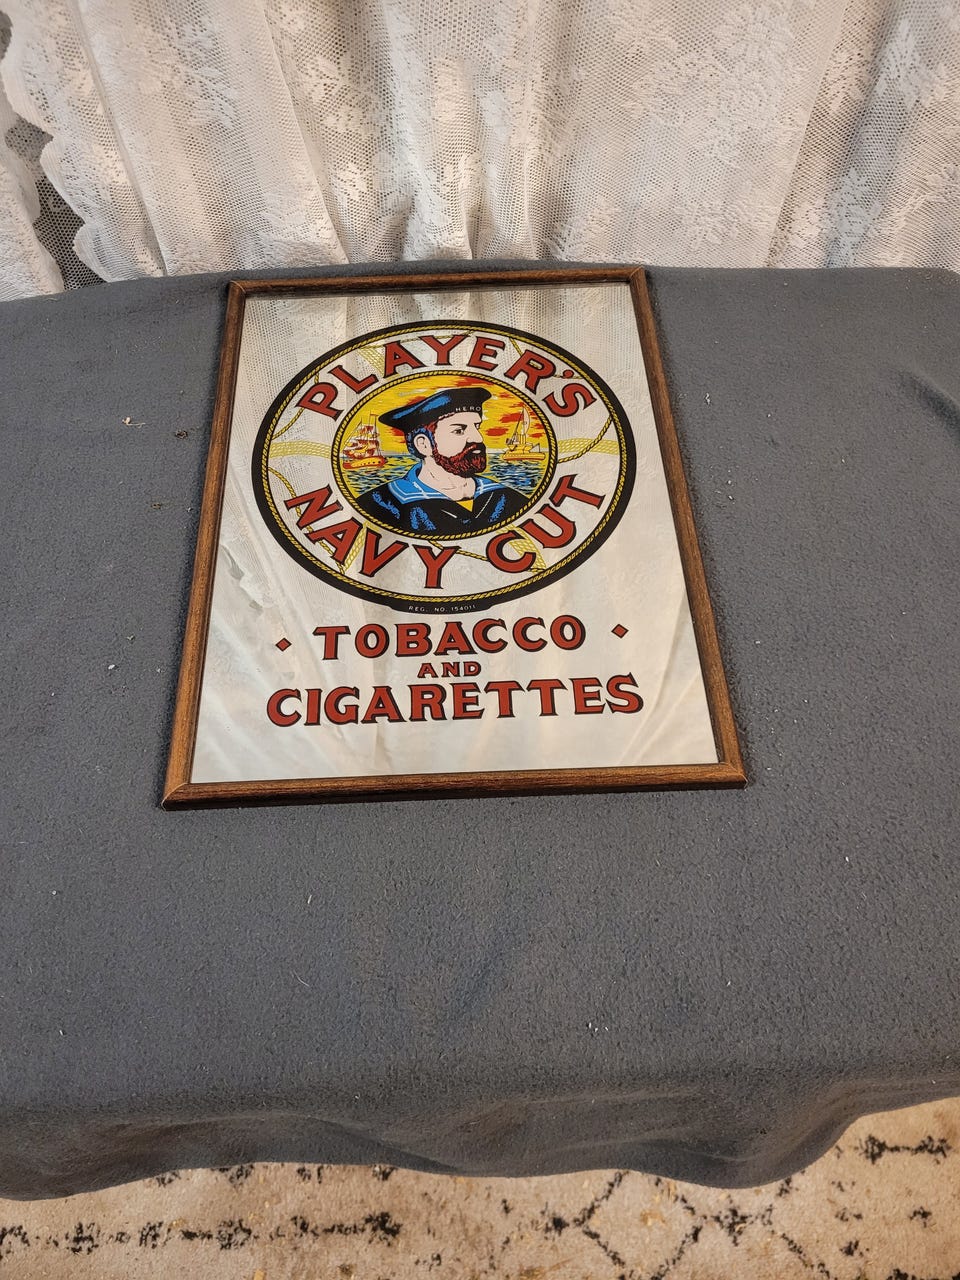 PLAYER'S
HERO
NAVY CUT
REG. NO. 154011
TOBACCO
AND
CIGARETTES